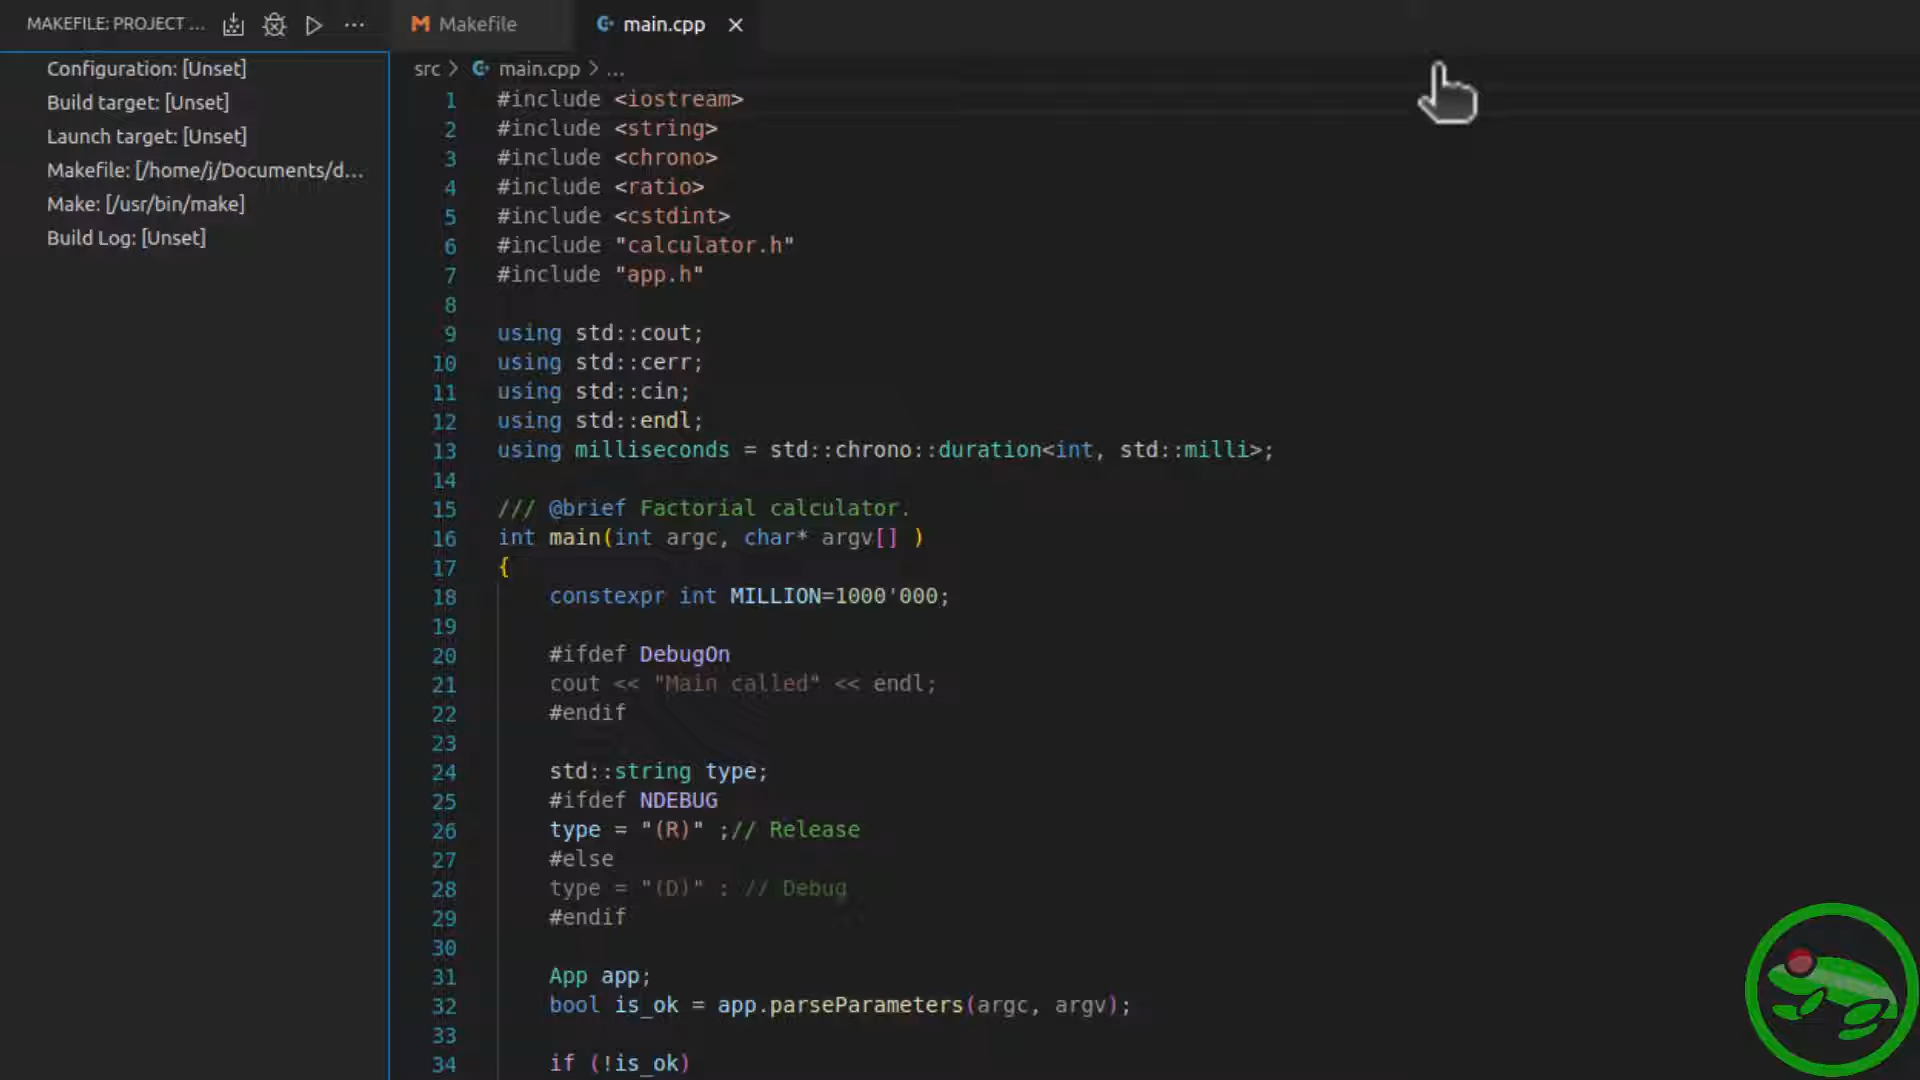 MAKEFILE: PROJECT ...
Makefile
main.cpp
Configuration: [Unset]
Build target: [Unset]
Launch target: [Unset]
Makefile: [/home/j/Documents/d...
Make: [/usr/bin/make]
Build Log: [Unset]
src > main.cpp > ...
1 #include <iostream>
2 #include <string>
3 #include <chrono>
4 #include <ratio>
5 #include <cstdint>
6 #include "calculator.h"
7 #include "app.h"
8
9 using std::cout;
10 using std::cerr;
11 using std::cin;
12 using std::endl;
13 using milliseconds = std::chrono::duration<int, std::milli>;
14
15 /// @brief Factorial calculator.
16 int main(int argc, char* argv[] )
17 {
18 constexpr int MILLION=1000'000;
19
20 #ifdef DebugOn
21 cout << "Main called" << endl;
22 #endif
23
24 std::string type;
25 #ifdef NDEBUG
26 type = "(R)" ;// Release
27 #else
28 type = "(D)" : // Debug
29 #endif
30
31 App app;
32 bool is_ok = app.parseParameters(argc, argv);
33
34 if (!is_ok)